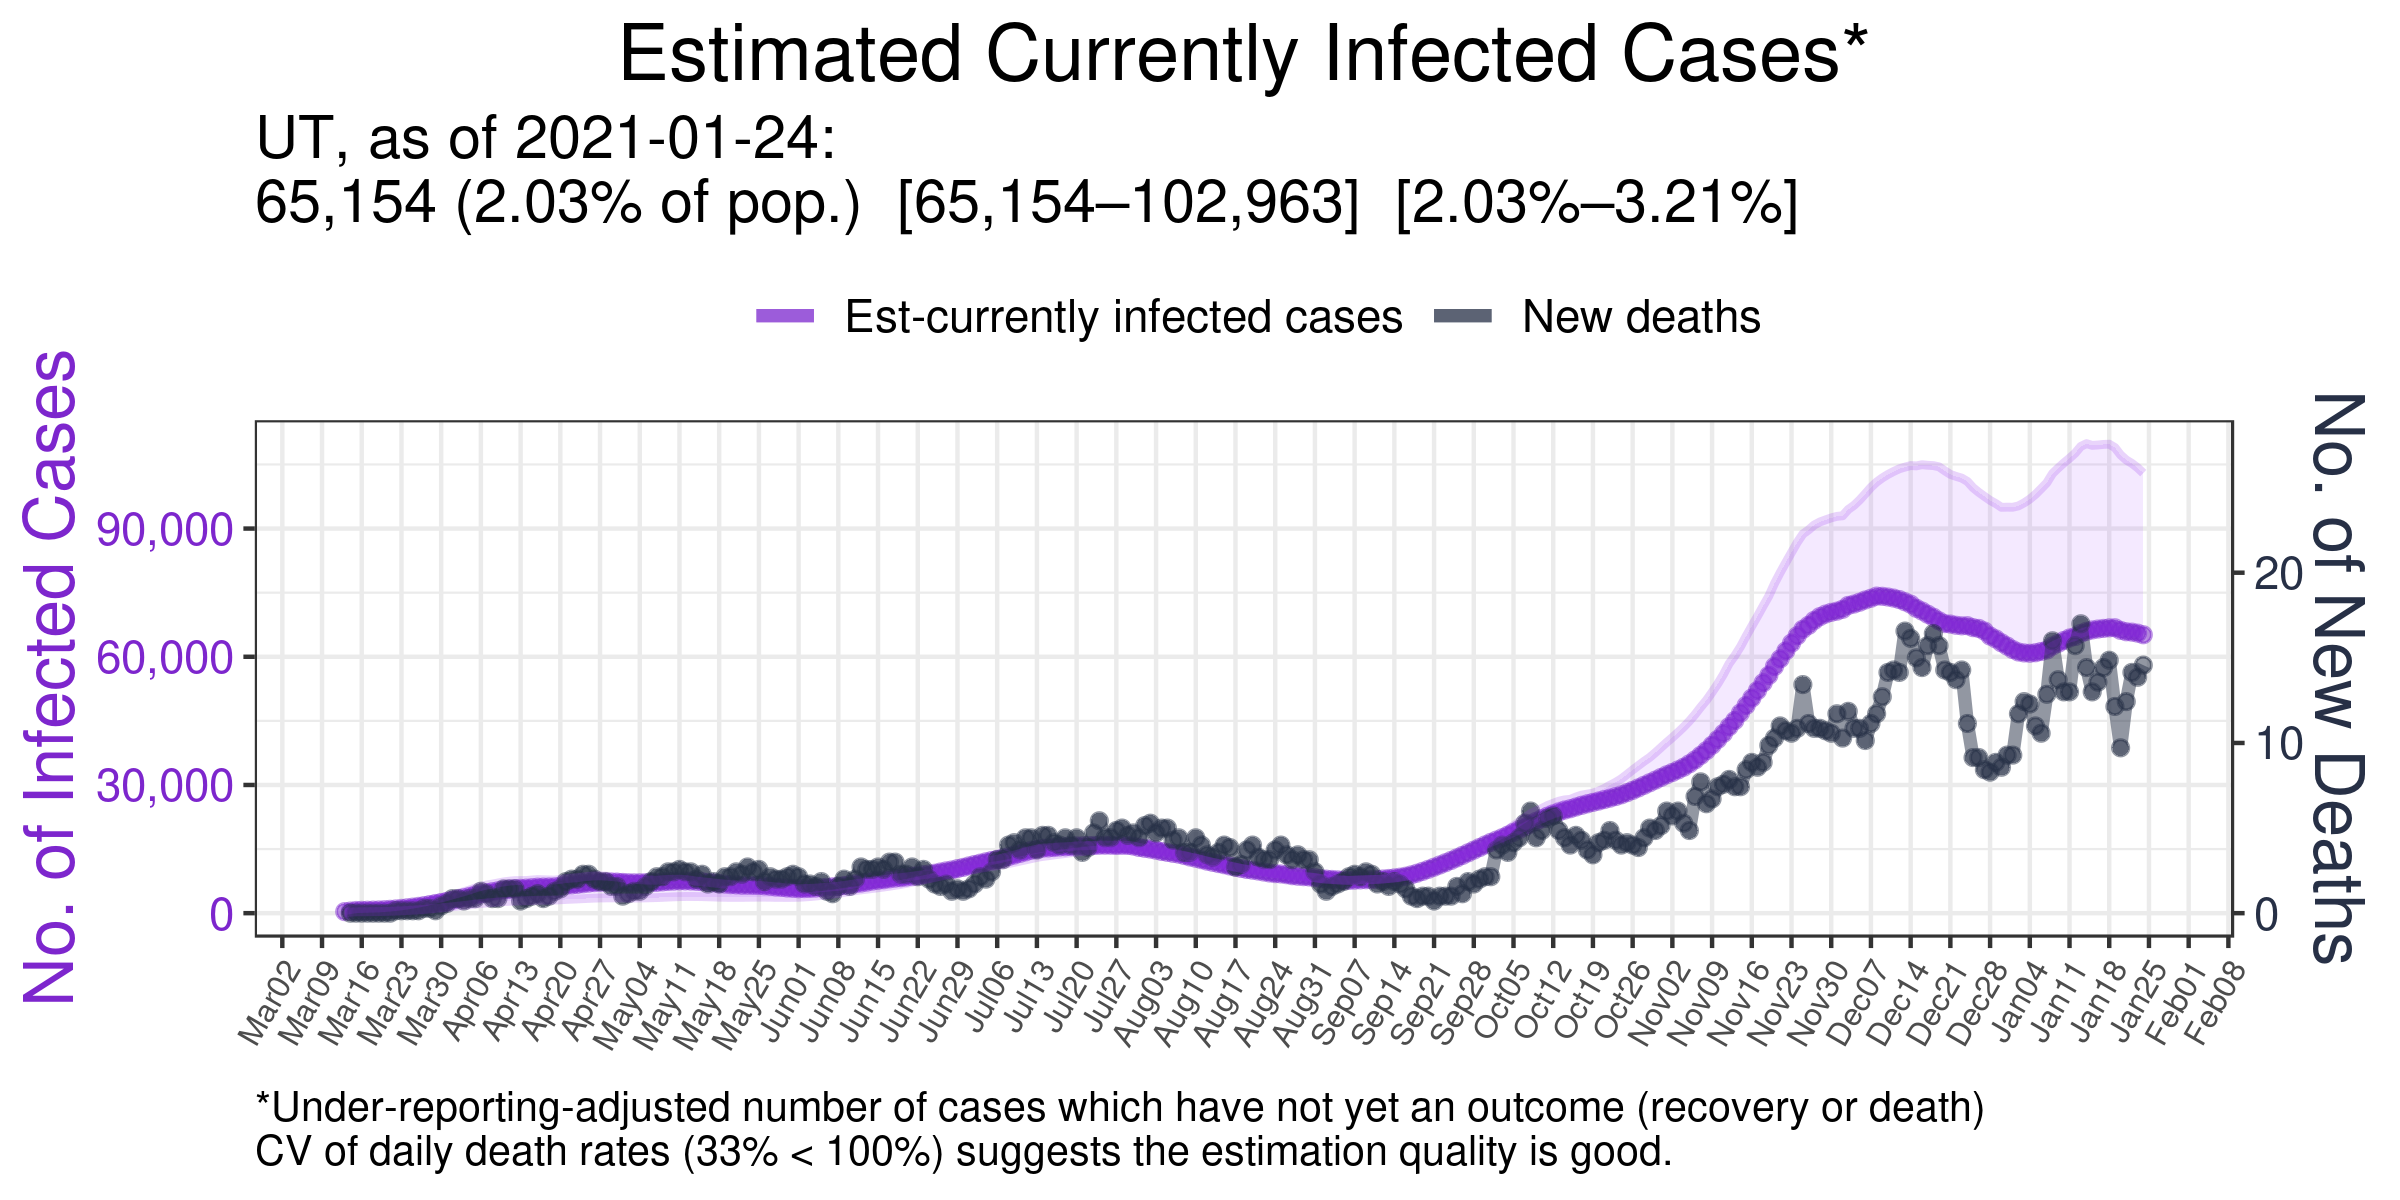 Estimated Currently Infected Cases*
UT, as of 2021-01-24:
65,154 (2.03% of pop.)  [65,154–102,963]  [2.03%–3.21%]
Est-currently infected cases
New deaths
No. of Infected Cases
90,000
60,000
30,000
0
No. of New Deaths
20
10
0
Mar02
Mar09
Mar16
Mar23
Mar30
Apr06
Apr13
Apr20
Apr27
May04
May11
May18
May25
Jun01
Jun08
Jun15
Jun22
Jun29
Jul06
Jul13
Jul20
Jul27
Aug03
Aug10
Aug17
Aug24
Aug31
Sep07
Sep14
Sep21
Sep28
Oct05
Oct12
Oct19
Oct26
Nov02
Nov09
Nov16
Nov23
Nov30
Dec07
Dec14
Dec21
Dec28
Jan04
Jan11
Jan18
Jan25
Feb01
Feb08
*Under-reporting-adjusted number of cases which have not yet an outcome (recovery or death)
CV of daily death rates (33% < 100%) suggests the estimation quality is good.